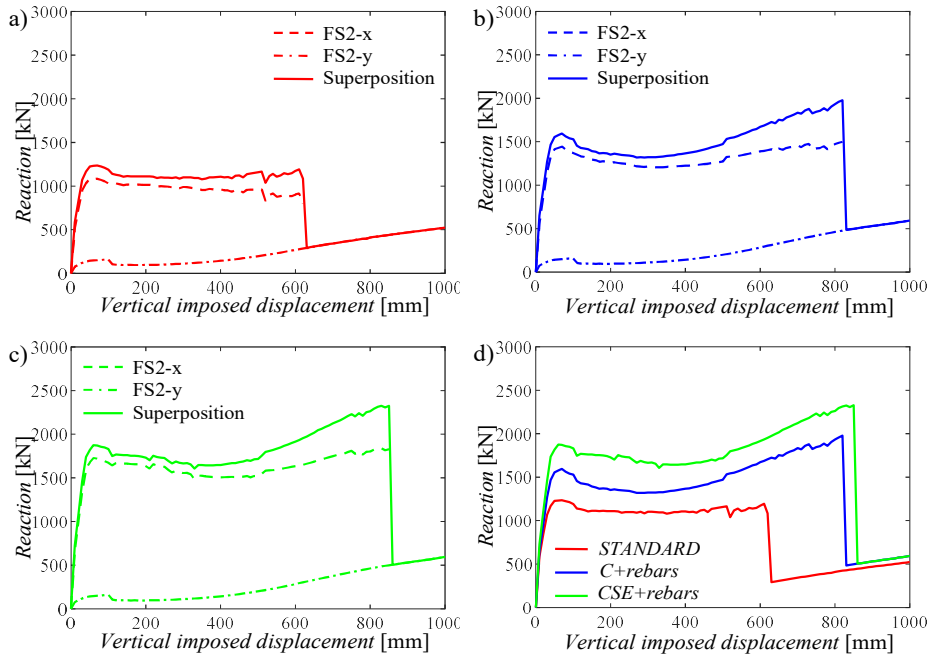 a)
3000
2500
2000
1500
1000
500
0
Reaction [kN]
FS2-x
FS2-y
Superposition
0 200 400 600 800 1000
Vertical imposed displacement [mm]
b)
3000
2500
2000
1500
1000
500
0
Reaction [kN]
FS2-x
FS2-y
Superposition
0 200 400 600 800 1000
Vertical imposed displacement [mm]
c)
3000
2500
2000
1500
1000
500
0
Reaction [kN]
FS2-x
FS2-y
Superposition
0 200 400 600 800 1000
Vertical imposed displacement [mm]
d)
3000
2500
2000
1500
1000
500
0
Reaction [kN]
STANDARD
C+rebars
CSE+rebars
0 200 400 600 800 1000
Vertical imposed displacement [mm]